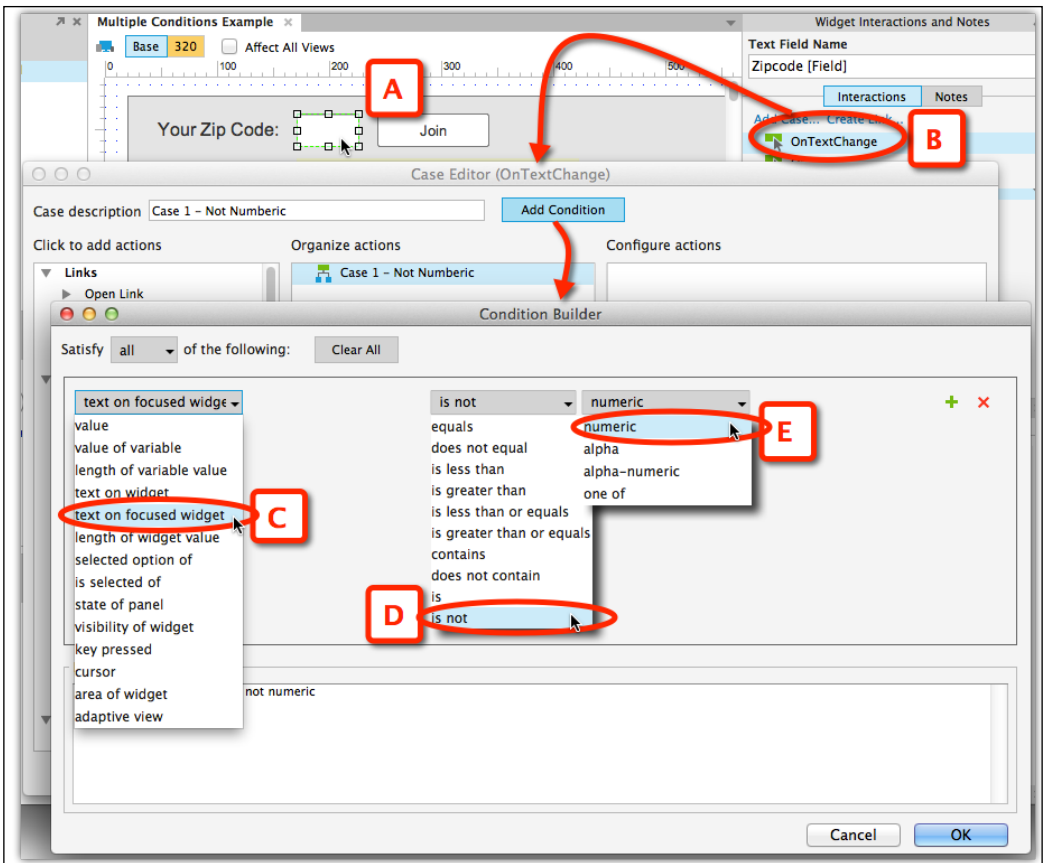 Multiple Conditions Example
Widget Interactions and Notes
Base 320 Affect All Views
Text Field Name
0 100 200 300 400 500
Zipcode [Field]
A
Interactions Notes
Add Case... Create Link...
Your Zip Code:
Join
OnTextChange
B
Case Editor (OnTextChange)
Case description Case 1 – Not Numberic Add Condition
Click to add actions Organize actions Configure actions
Links
Case 1 – Not Numberic
Open Link
Condition Builder
Satisfy all of the following: Clear All
text on focused widge is not numeric
value
value of variable
length of variable value
text on widget
text on focused widget
length of widget value
selected option of
is selected of
state of panel
visibility of widget
key pressed
cursor
area of widget
adaptive view
C
equals
does not equal
is less than
is greater than
is less than or equals
is greater than or equals
contains
does not contain
is
is not
D
numeric
alpha
alpha-numeric
one of
E
not numeric
Cancel OK